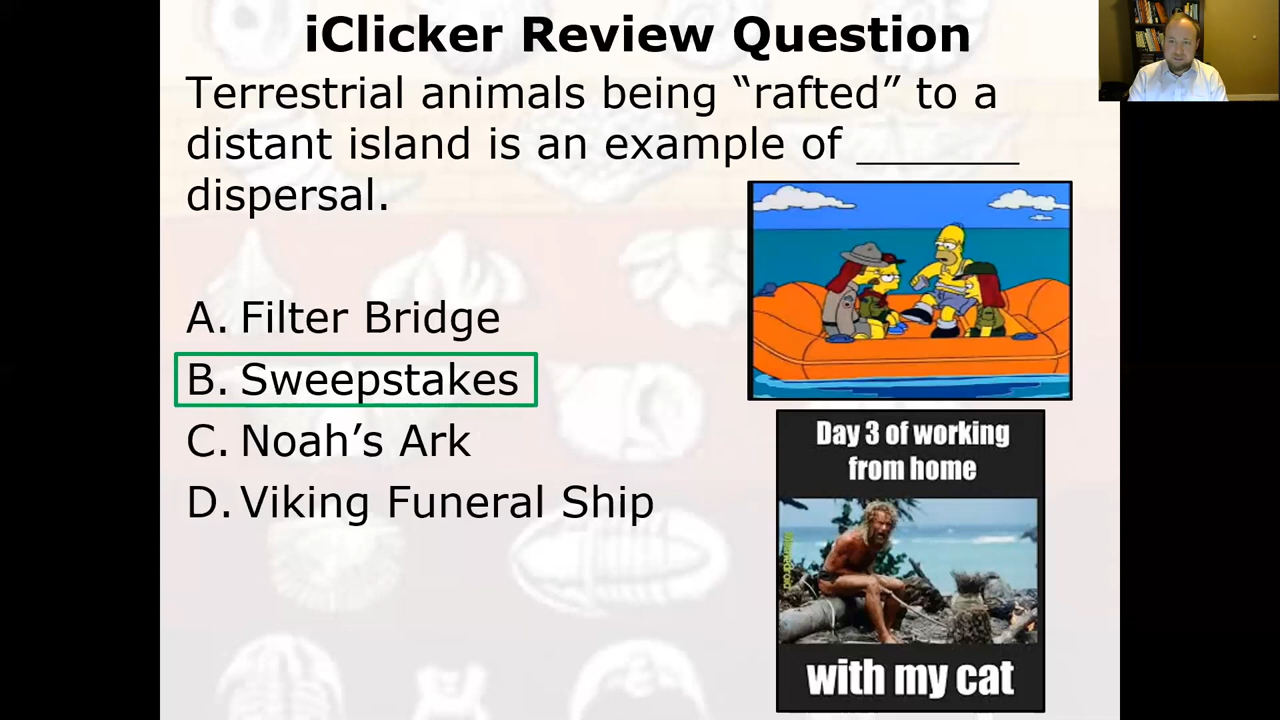 iClicker Review Question
Terrestrial animals being “rafted” to a
distant island is an example of _______
dispersal.
A. Filter Bridge
B. Sweepstakes
C. Noah’s Ark
D. Viking Funeral Ship
Day 3 of working
from home
with my cat